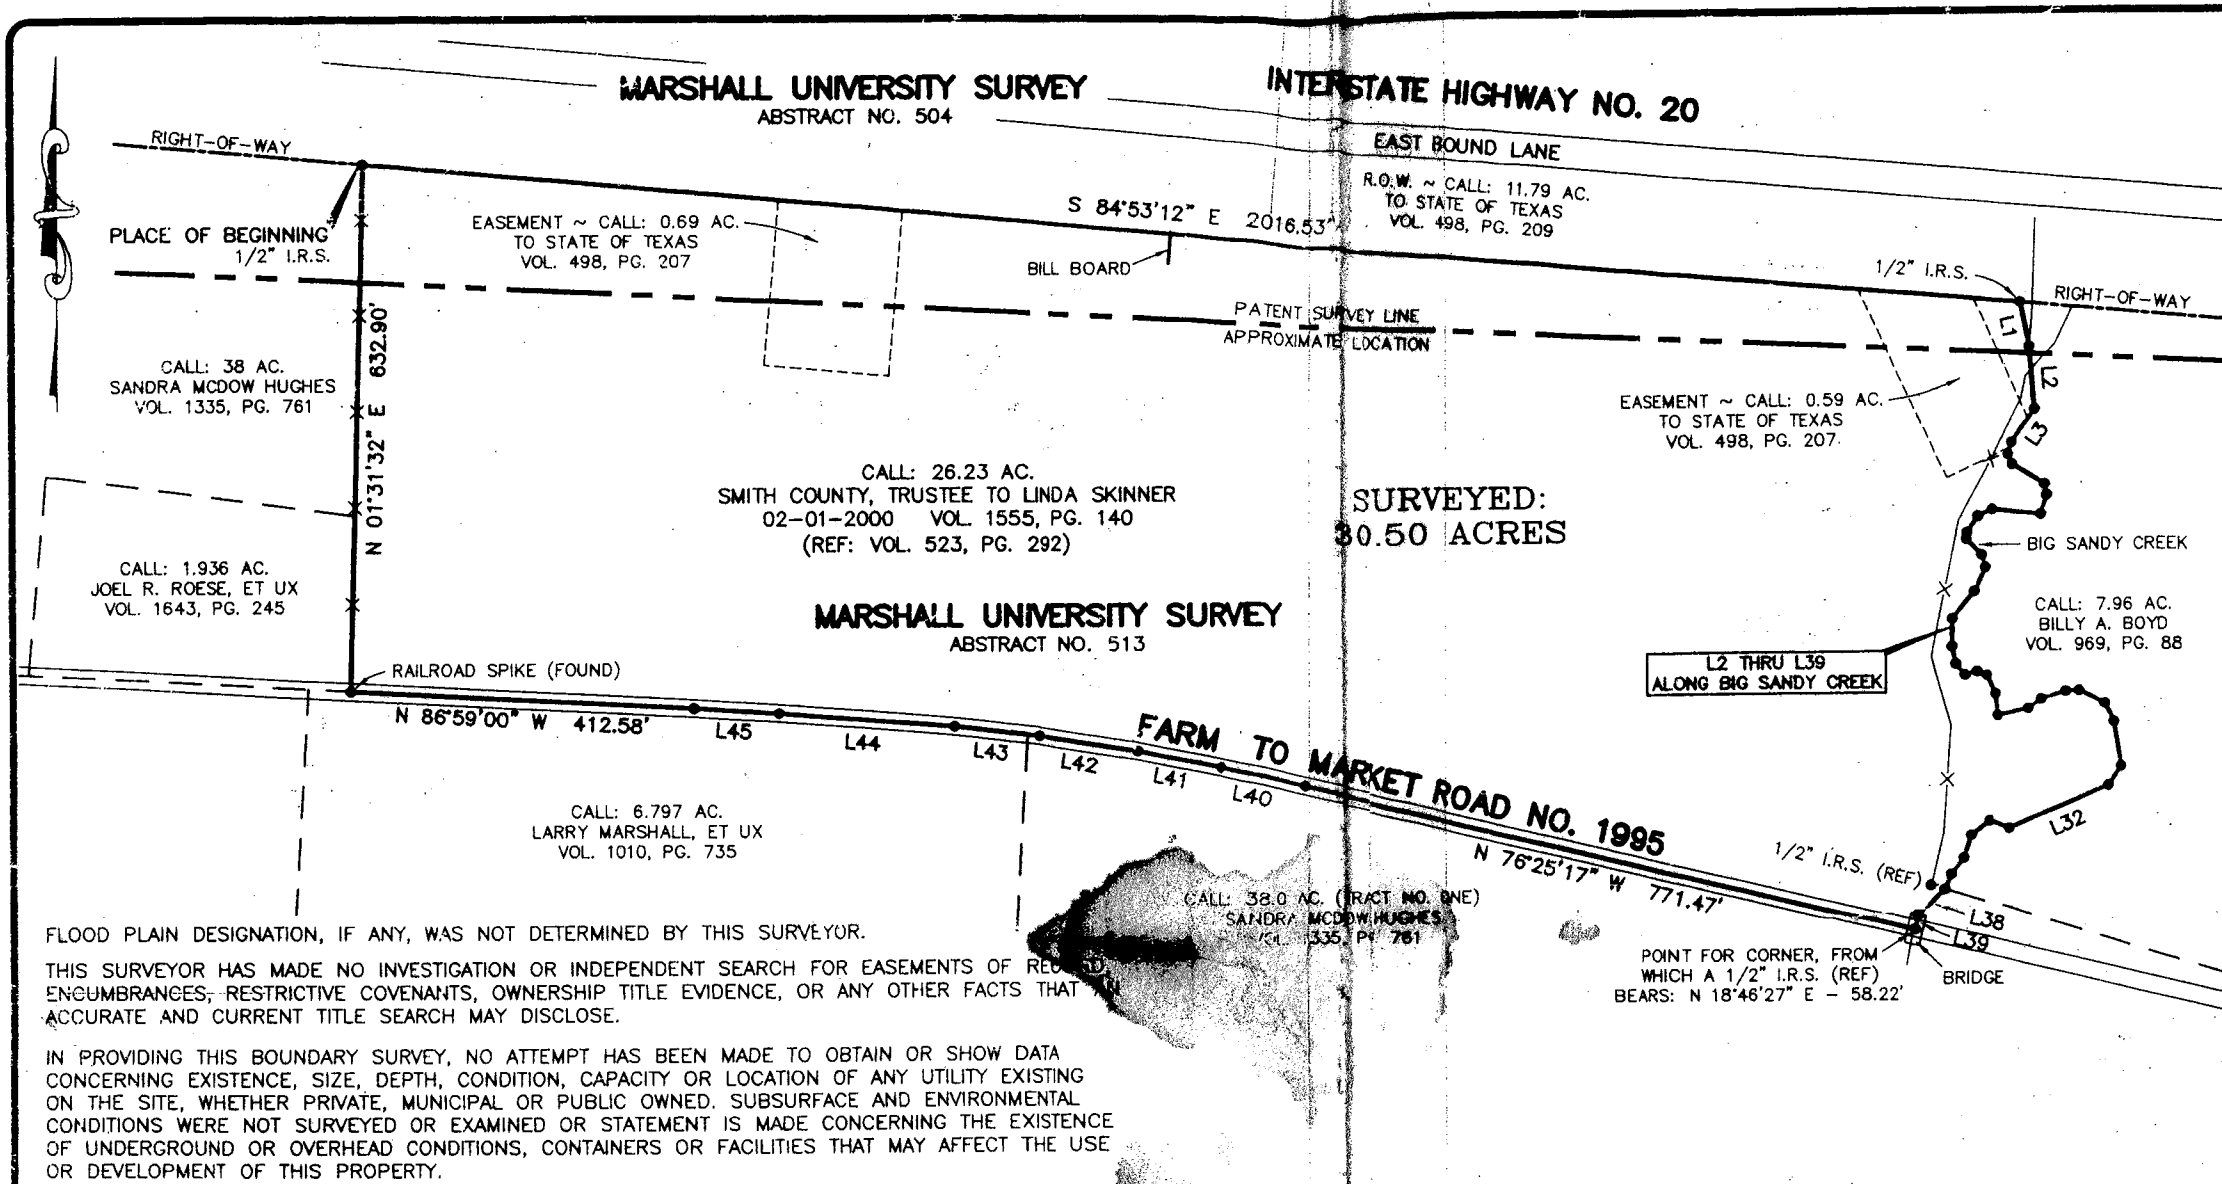 MARSHALL UNIVERSITY SURVEY
ABSTRACT NO. 504
INTERSTATE HIGHWAY NO. 20
EAST BOUND LANE
R.O.W. ~ CALL: 11.79 AC.
TO STATE OF TEXAS
VOL. 498, PG. 209
RIGHT-OF-WAY
PLACE OF BEGINNING
1/2" I.R.S.
EASEMENT ~ CALL: 0.69 AC.
TO STATE OF TEXAS
VOL. 498, PG. 207
S 84°53'12" E 2016.53'
BILL BOARD
1/2" I.R.S.
RIGHT-OF-WAY
PATENT SURVEY LINE
APPROXIMATE LOCATION
L1
L2
L3
CALL: 38 AC.
SANDRA MCDOW HUGHES
VOL. 1335, PG. 761
N 01°31'32" E 632.90'
EASEMENT ~ CALL: 0.59 AC.
TO STATE OF TEXAS
VOL. 498, PG. 207
CALL: 26.23 AC.
SMITH COUNTY, TRUSTEE TO LINDA SKINNER
02-01-2000 VOL. 1555, PG. 140
(REF: VOL. 523, PG. 292)
SURVEYED:
30.50 ACRES
BIG SANDY CREEK
CALL: 1.936 AC.
JOEL R. ROESE, ET UX
VOL. 1643, PG. 245
MARSHALL UNIVERSITY SURVEY
ABSTRACT NO. 513
CALL: 7.96 AC.
BILLY A. BOYD
VOL. 969, PG. 88
L2 THRU L39
ALONG BIG SANDY CREEK
RAILROAD SPIKE (FOUND)
N 86°59'00" W 412.58'
L45
L44
L43
L42
L41
L40
FARM TO MARKET ROAD NO. 1995
N 76°25'17" W 771.47'
L32
1/2" I.R.S. (REF)
L38
L39
BRIDGE
POINT FOR CORNER, FROM
WHICH A 1/2" I.R.S. (REF)
BEARS: N 18°46'27" E - 58.22'
CALL: 6.797 AC.
LARRY MARSHALL, ET UX
VOL. 1010, PG. 735
CALL: 38.0 AC. (TRACT NO. ONE)
SANDRA MCDOW HUGHES
335, PG 761
FLOOD PLAIN DESIGNATION, IF ANY, WAS NOT DETERMINED BY THIS SURVEYOR.
THIS SURVEYOR HAS MADE NO INVESTIGATION OR INDEPENDENT SEARCH FOR EASEMENTS OF RECORD,
ENCUMBRANCES, RESTRICTIVE COVENANTS, OWNERSHIP TITLE EVIDENCE, OR ANY OTHER FACTS THAT AN
ACCURATE AND CURRENT TITLE SEARCH MAY DISCLOSE.
IN PROVIDING THIS BOUNDARY SURVEY, NO ATTEMPT HAS BEEN MADE TO OBTAIN OR SHOW DATA
CONCERNING EXISTENCE, SIZE, DEPTH, CONDITION, CAPACITY OR LOCATION OF ANY UTILITY EXISTING
ON THE SITE, WHETHER PRIVATE, MUNICIPAL OR PUBLIC OWNED. SUBSURFACE AND ENVIRONMENTAL
CONDITIONS WERE NOT SURVEYED OR EXAMINED OR STATEMENT IS MADE CONCERNING THE EXISTENCE
OF UNDERGROUND OR OVERHEAD CONDITIONS, CONTAINERS OR FACILITIES THAT MAY AFFECT THE USE
OR DEVELOPMENT OF THIS PROPERTY.